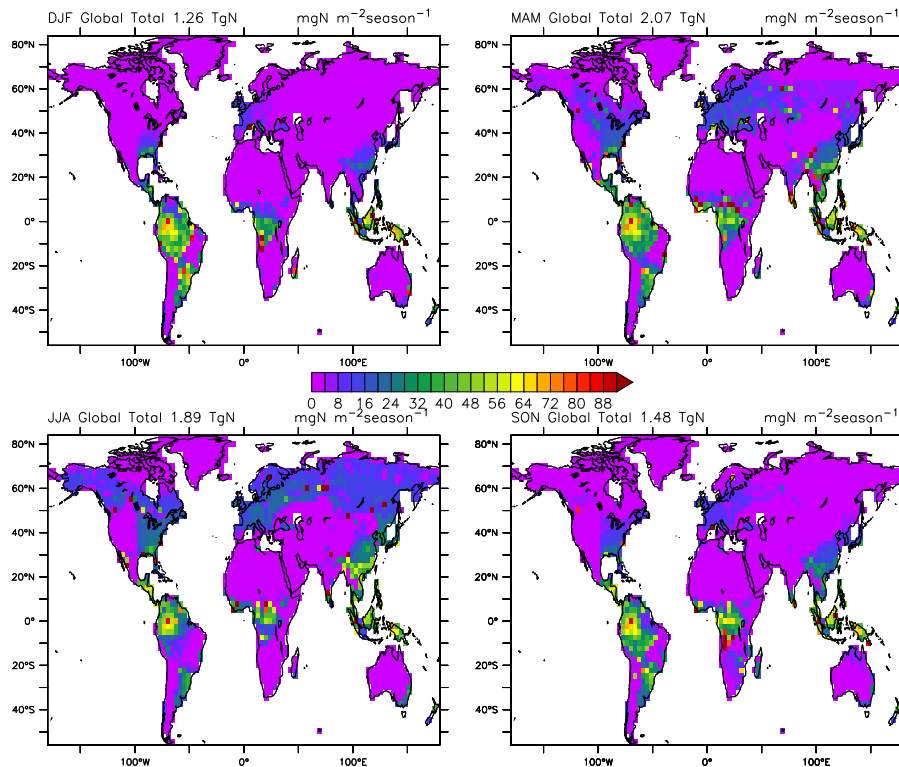 DJF Global Total 1.26 TgN mgN m⁻²season⁻¹
MAM Global Total 2.07 TgN mgN m⁻²season⁻¹
80°N
60°N
40°N
20°N
0°
20°S
40°S
100°W 0° 100°E
80°N
60°N
40°N
20°N
0°
20°S
40°S
100°W 0° 100°E
0 8 16 24 32 40 48 56 64 72 80 88
JJA Global Total 1.89 TgN mgN m⁻²season⁻¹
SON Global Total 1.48 TgN mgN m⁻²season⁻¹
80°N
60°N
40°N
20°N
0°
20°S
40°S
100°W 0° 100°E
80°N
60°N
40°N
20°N
0°
20°S
40°S
100°W 0° 100°E